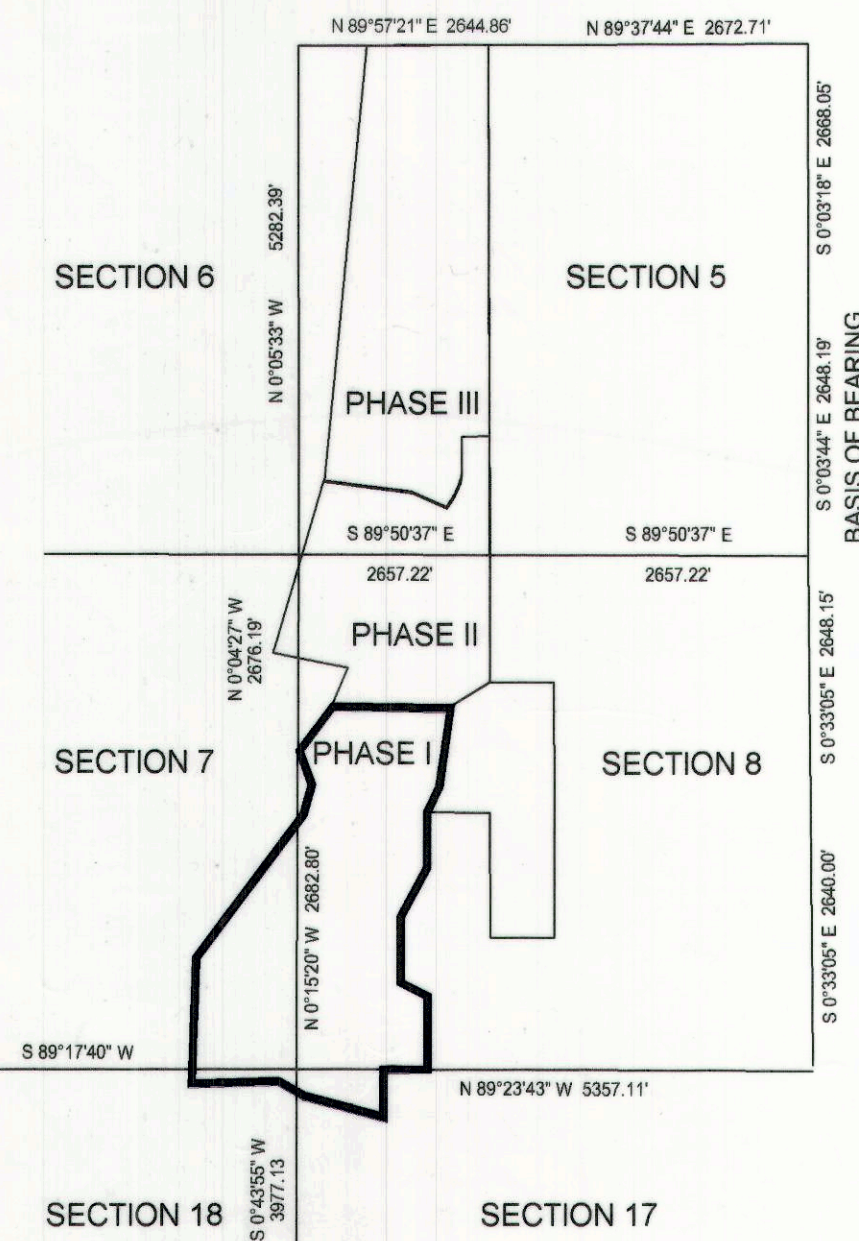 N 89°57'21" E 2644.86'
N 89°37'44" E 2672.71'
S 0°03'18" E 2668.05'
N 0°05'33" W 5282.39'
SECTION 6
SECTION 5
S 0°03'44" E 2648.19'
BASIS OF BEARING
PHASE III
S 89°50'37" E
2657.22'
S 89°50'37" E
2657.22'
N 0°04'27" W
2676.19'
PHASE II
S 0°33'05" E 2648.15'
SECTION 7
PHASE I
SECTION 8
N 0°15'20" W 2682.80'
S 0°33'05" E 2640.00'
S 89°17'40" W
N 89°23'43" W 5357.11'
S 0°43'55" W
3977.13
SECTION 18
SECTION 17